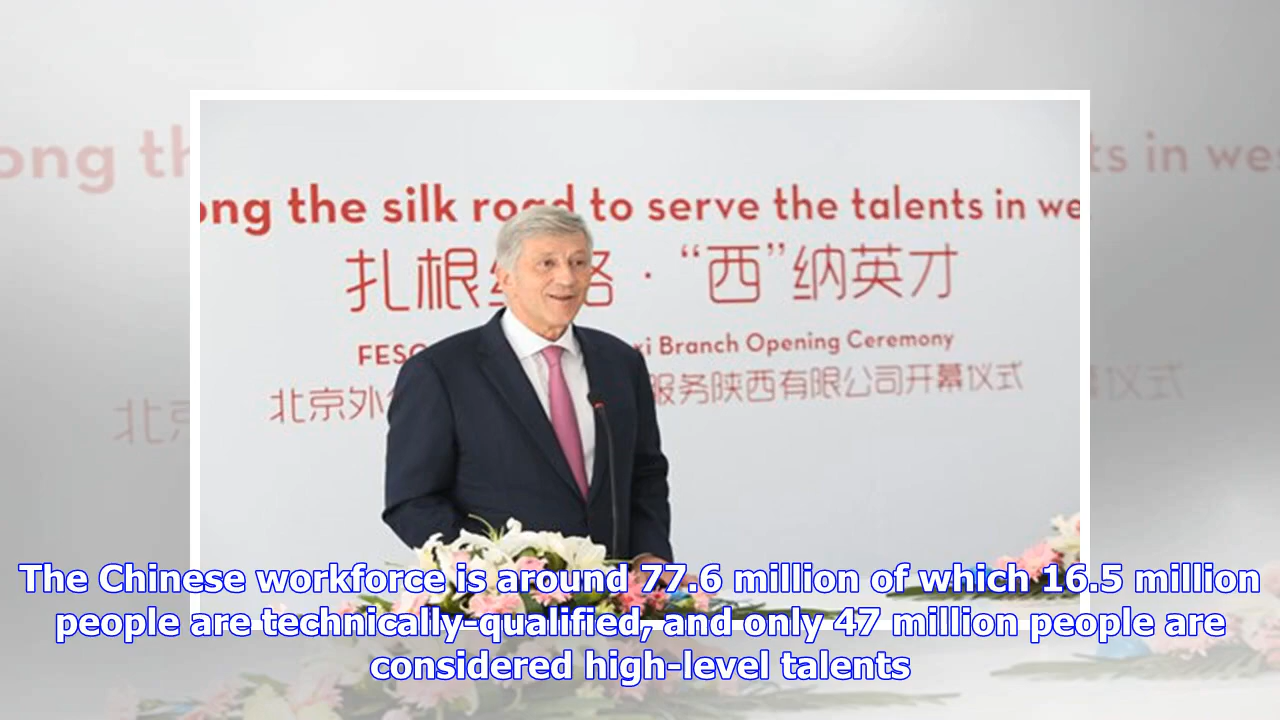 ong the silk road to serve the talents in we
扎根 路·“西”纳英才
FESC xi Branch Opening Ceremony
北京外 服务陕西有限公司开幕仪式
The Chinese workforce is around 77.6 million of which 16.5 million
people are technically-qualified, and only 47 million people are
considered high-level talents